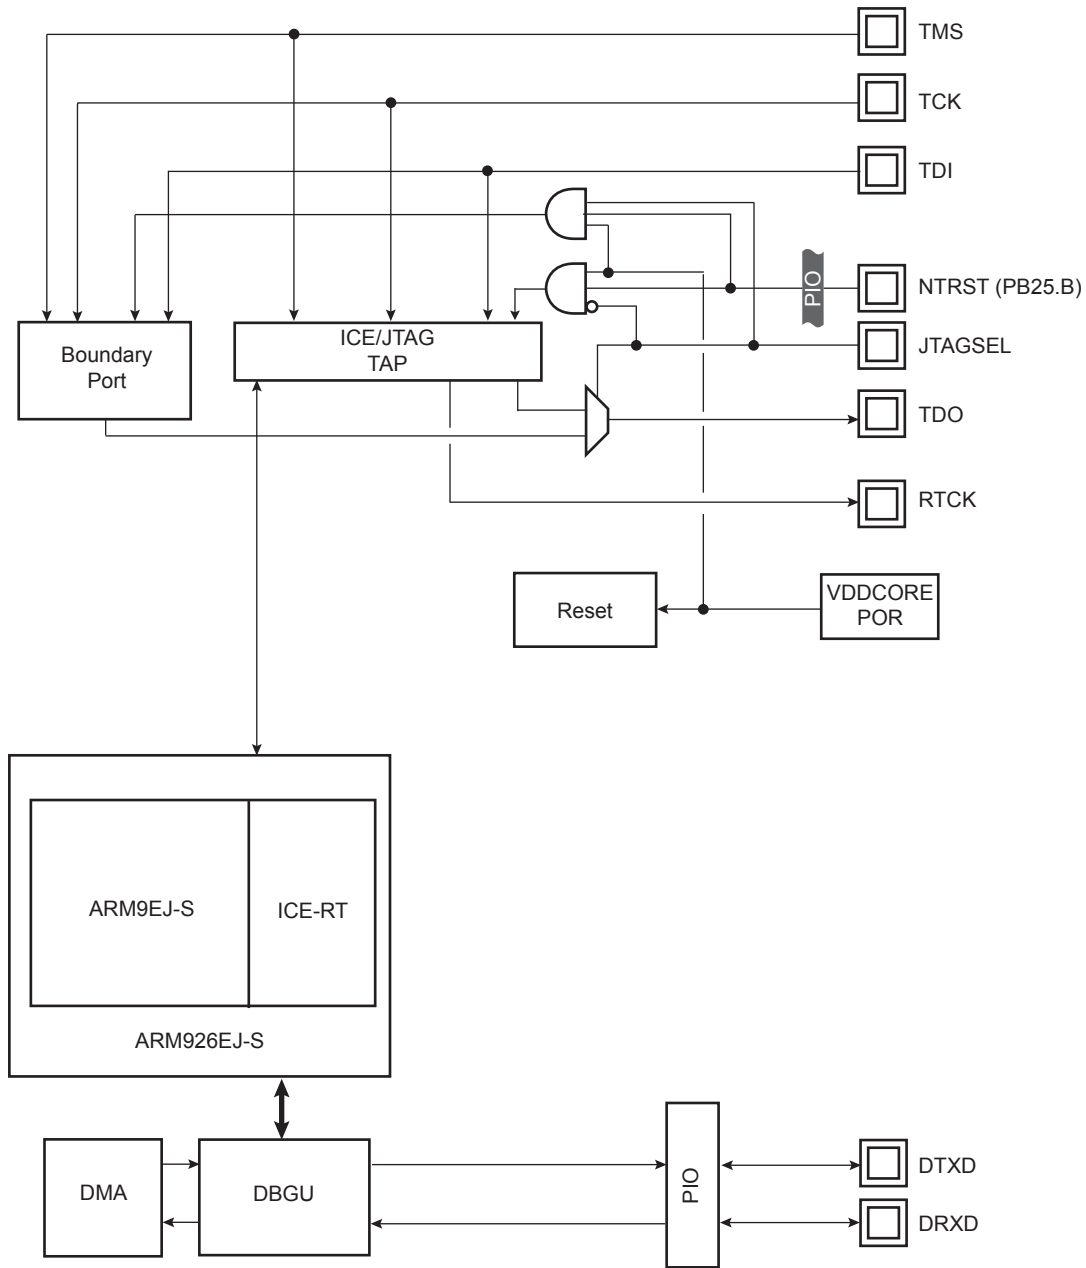 TMS
TCK
TDI
PIO
NTRST (PB25.B)
JTAGSEL
Boundary
Port
ICE/JTAG
TAP
TDO
RTCK
Reset
VDDCORE
POR
ARM9EJ-S
ICE-RT
ARM926EJ-S
DMA
DBGU
PIO
DTXD
DRXD